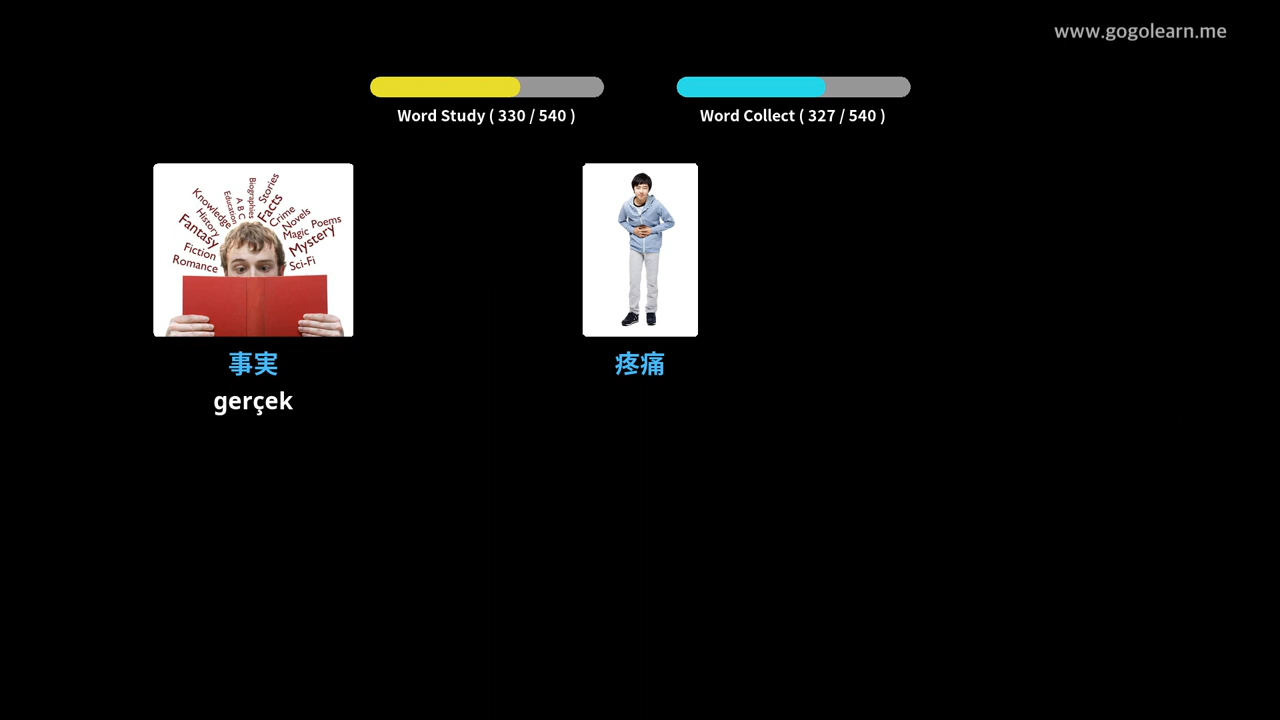 www.gogolearn.me
Word Study ( 330 / 540 )
Word Collect ( 327 / 540 )
Stories
Biographies
A B C
Education
Knowledge
History
Fantasy
Fiction
Romance
Facts
Crime
Novels
Magic
Poems
Mystery
Sci-Fi
事実
gerçek
疼痛